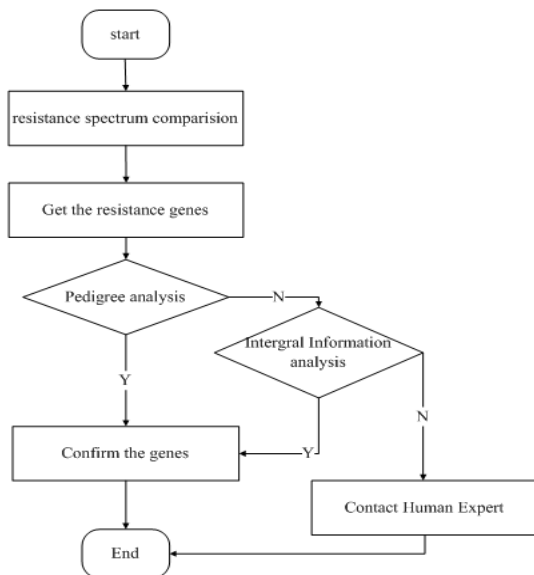 start
resistance spectrum comparision
Get the resistance genes
Pedigree analysis
N
Intergral Information
analysis
Y
N
Confirm the genes
Y
Contact Human Expert
End